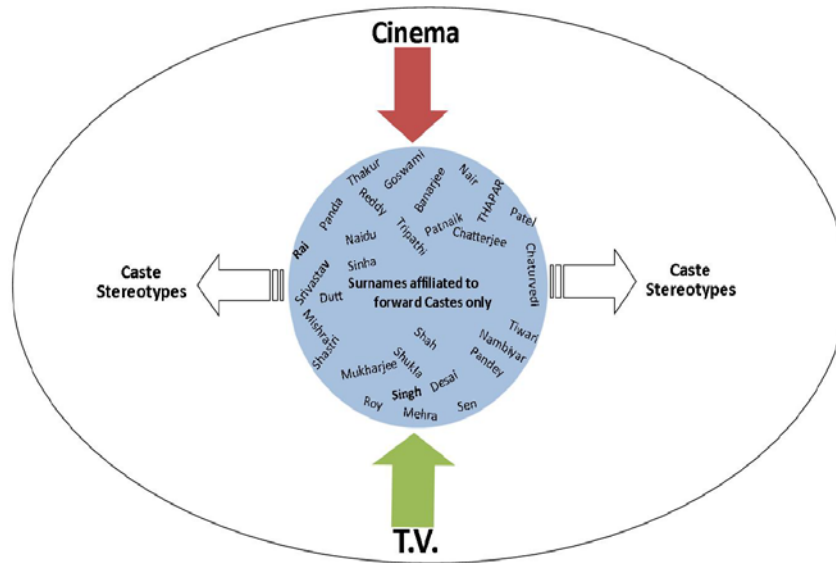 Cinema
Thakur
Goswami
Banarjee
Nair
THAPAR
Patel
Panda
Reddy
Tripathi
Patnaik
Chatterjee
Rai
Naidu
Chaturvedi
Srivastav
Sinha
Dutt
Surnames affiliated to
forward Castes only
Caste
Stereotypes
Caste
Stereotypes
Mishra
Shastri
Shah
Tiwari
Nambiyar
Pandey
Mukharjee
Shukla
Singh
Desai
Roy
Mehra
Sen
T.V.